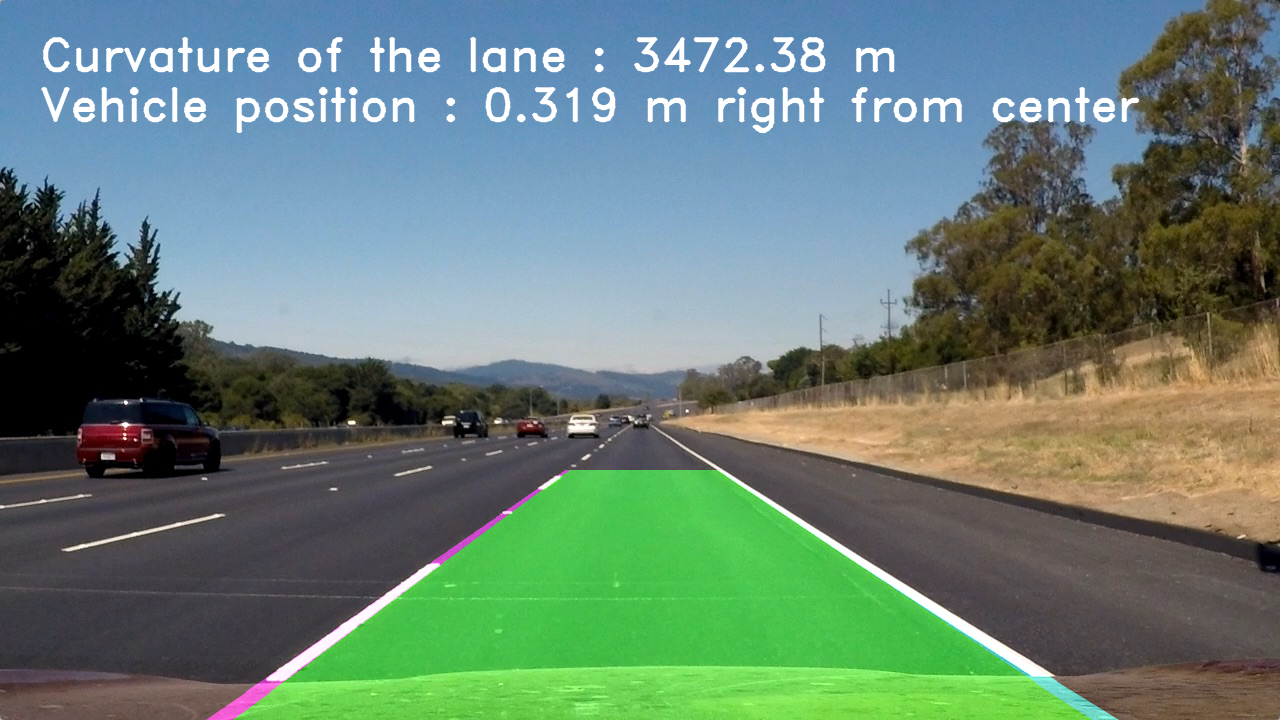 Curvature of the lane : 3472.38 m
Vehicle position : 0.319 m right from center